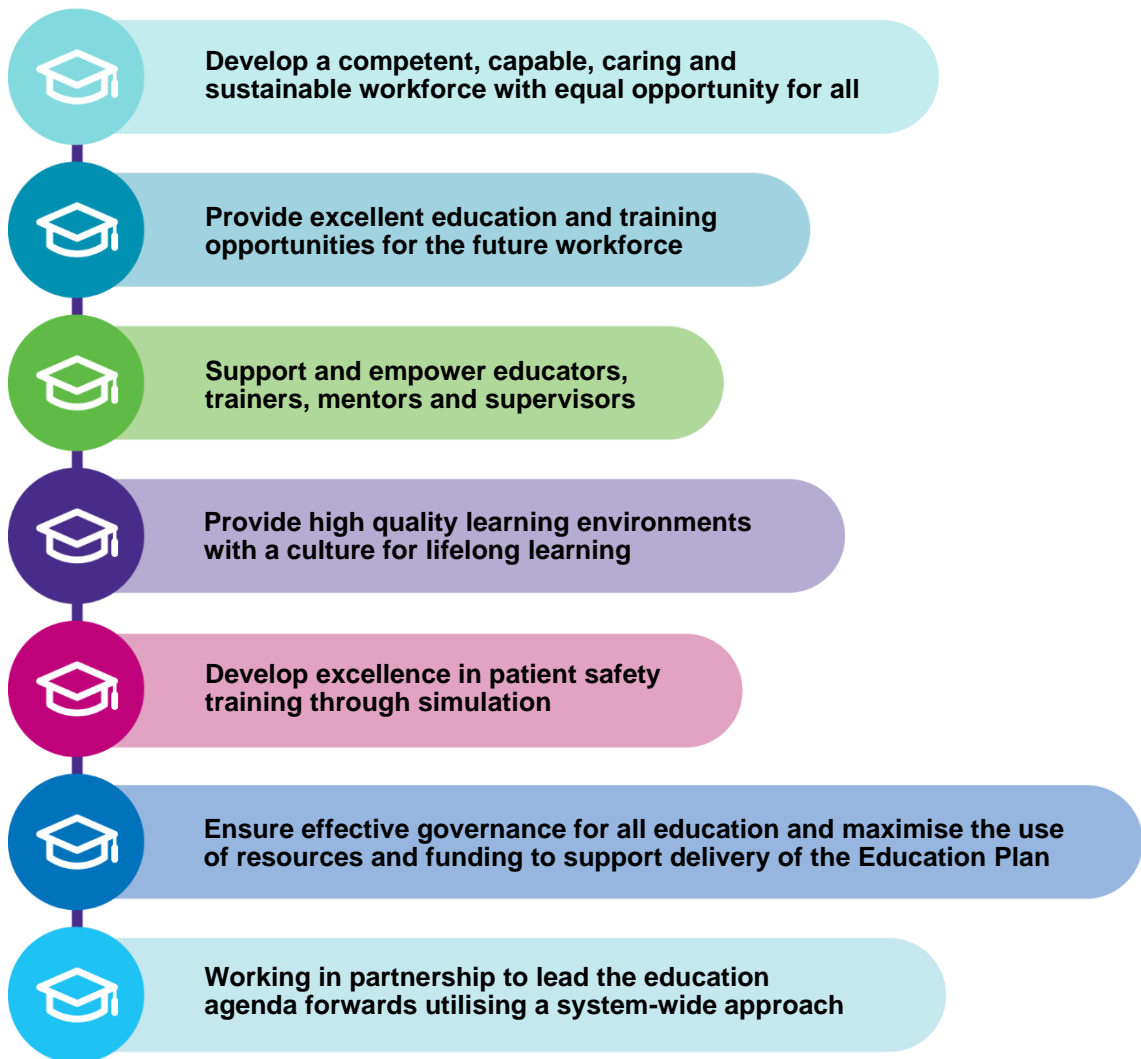 Develop a competent, capable, caring and
sustainable workforce with equal opportunity for all
Provide excellent education and training
opportunities for the future workforce
Support and empower educators,
trainers, mentors and supervisors
Provide high quality learning environments
with a culture for lifelong learning
Develop excellence in patient safety
training through simulation
Ensure effective governance for all education and maximise the use
of resources and funding to support delivery of the Education Plan
Working in partnership to lead the education
agenda forwards utilising a system-wide approach